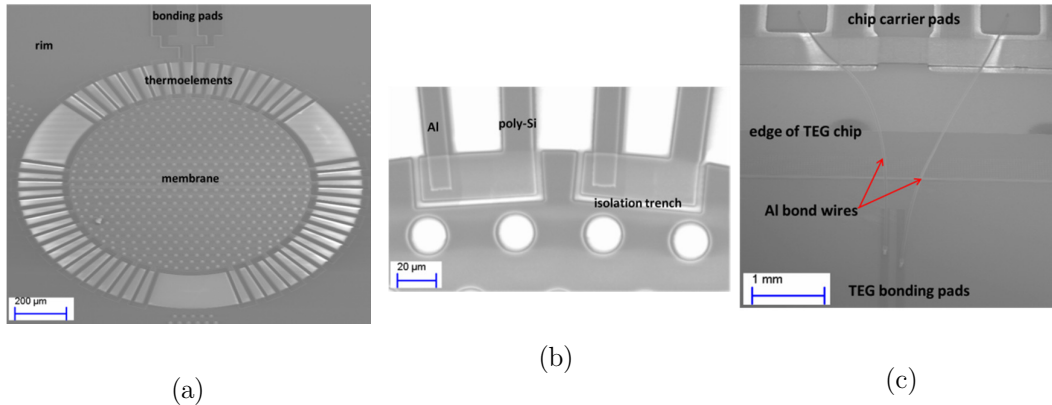 bonding pads
rim
thermoelements
membrane
200 µm
(a)
Al
poly-Si
isolation trench
20 µm
(b)
chip carrier pads
edge of TEG chip
Al bond wires
1 mm
TEG bonding pads
(c)